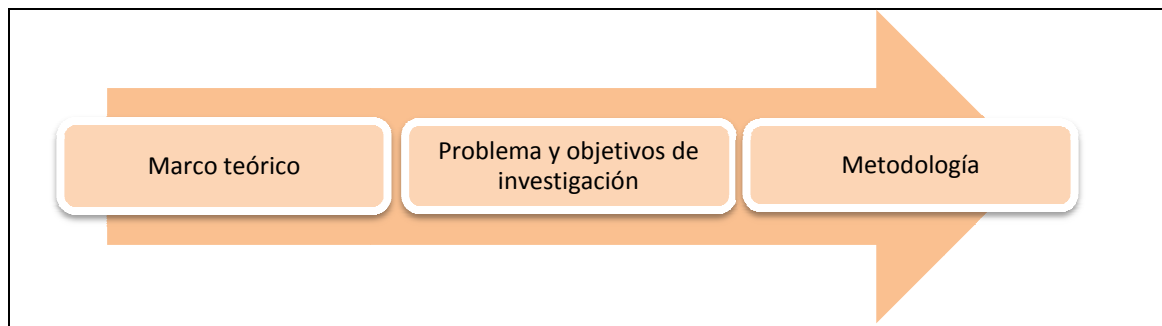 Marco teórico
Problema y objetivos de
investigación
Metodología